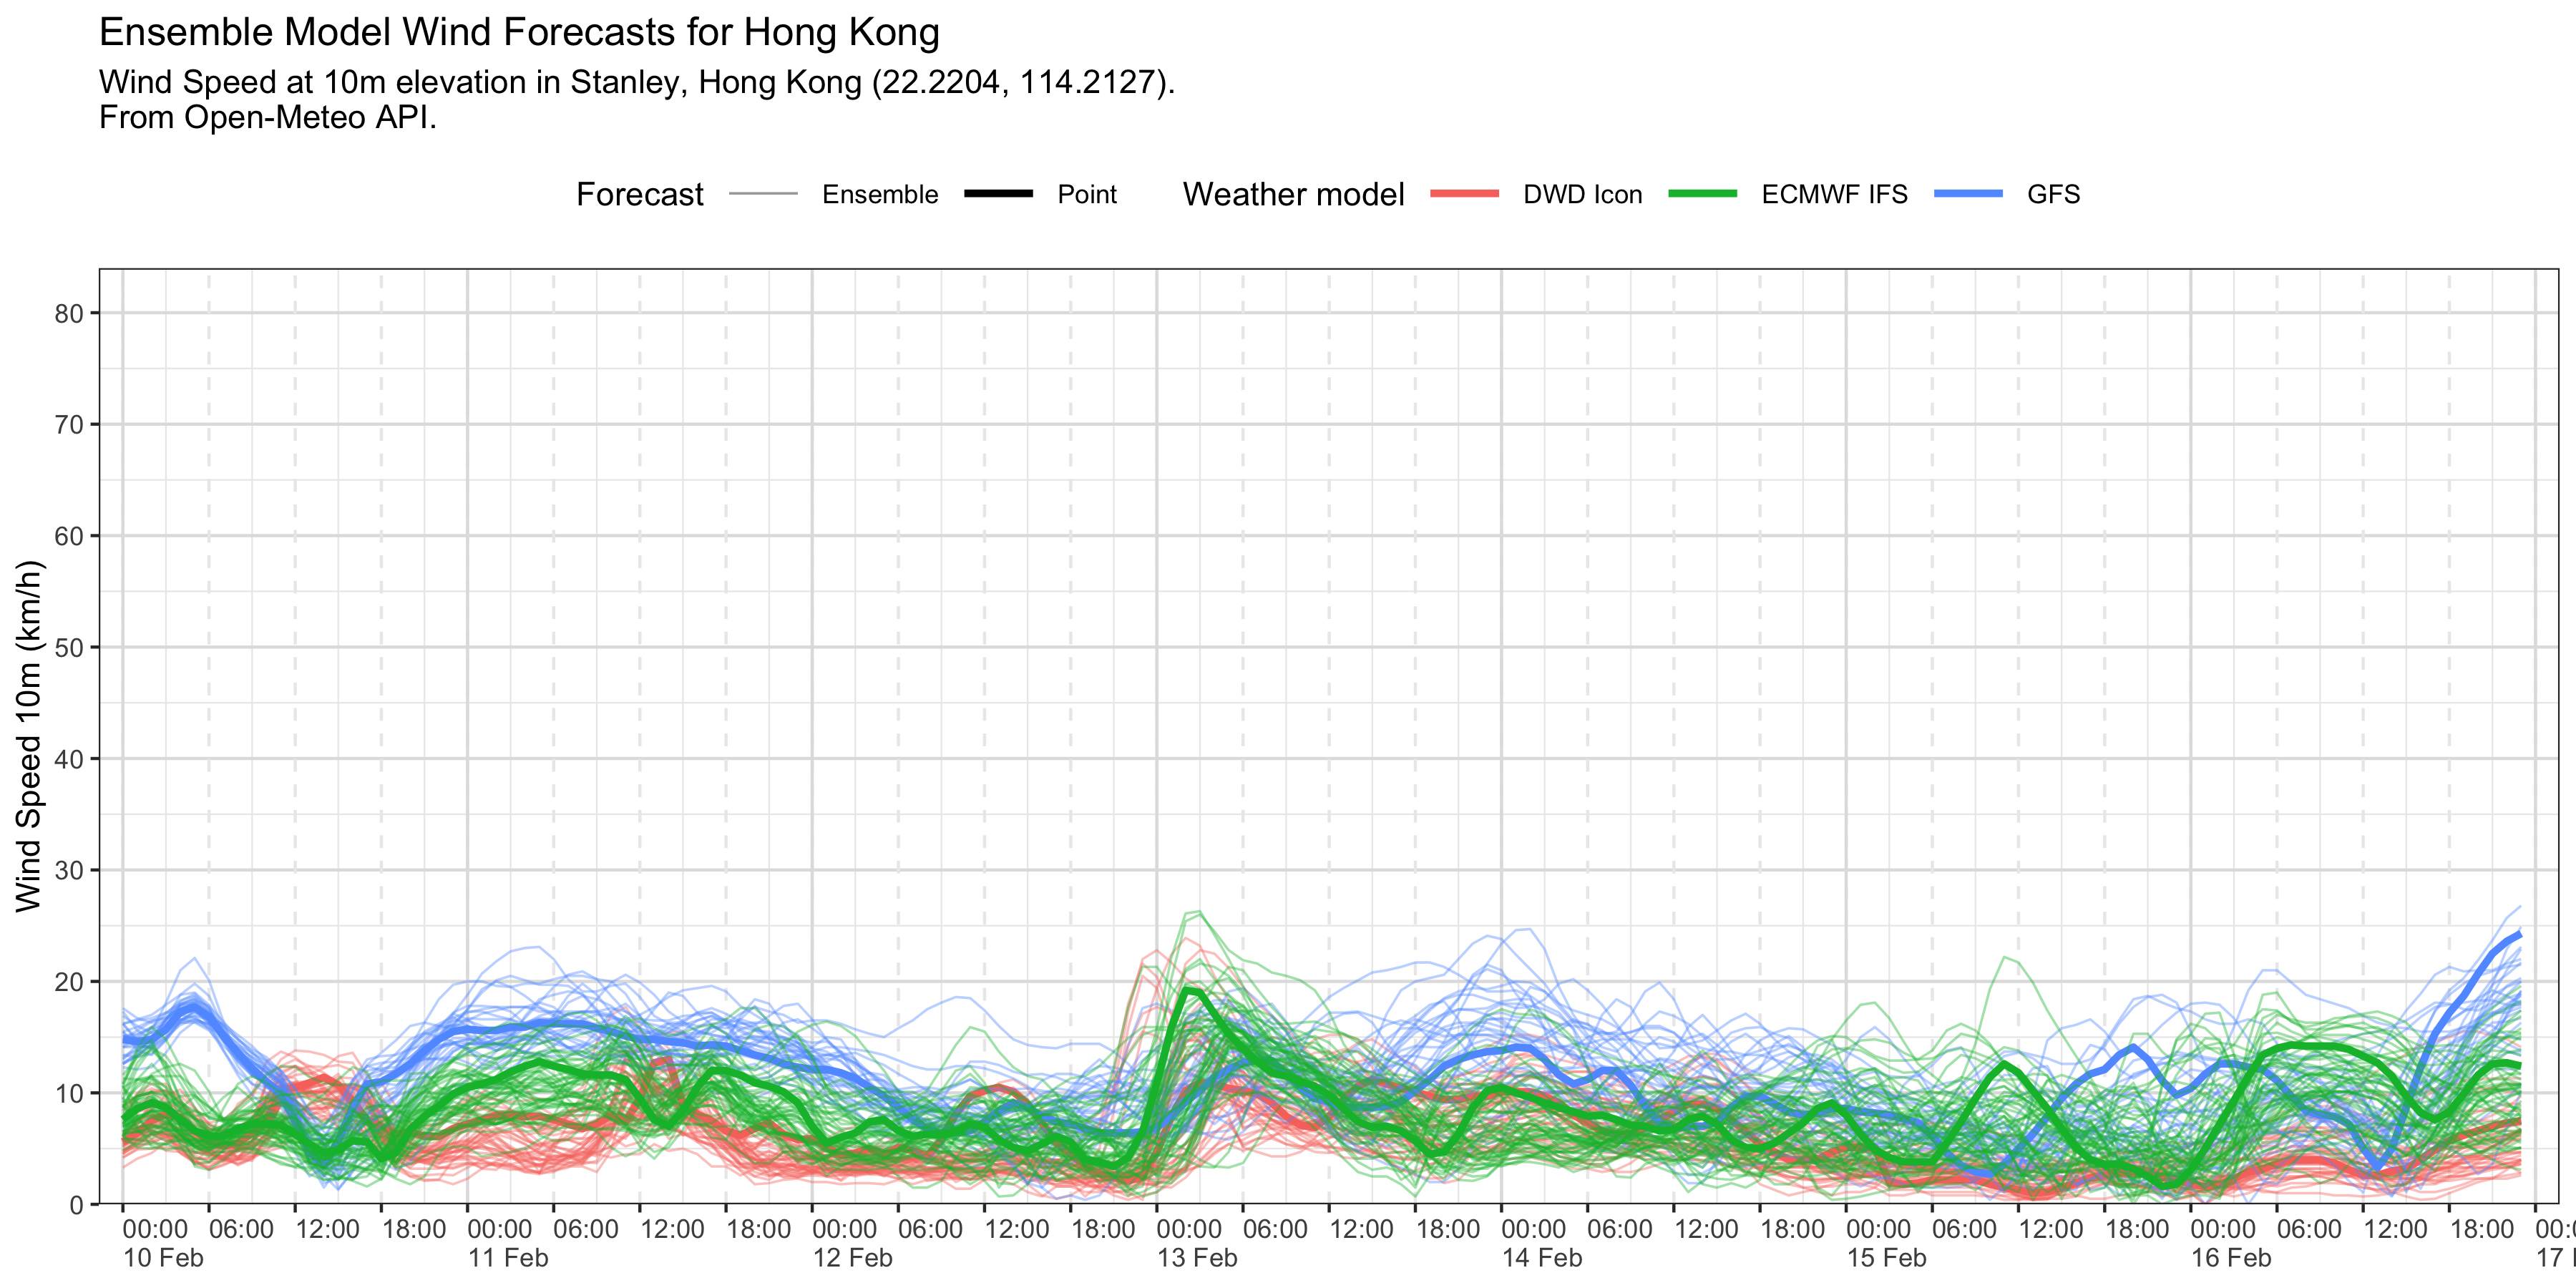 Ensemble Model Wind Forecasts for Hong Kong
Wind Speed at 10m elevation in Stanley, Hong Kong (22.2204, 114.2127).
From Open-Meteo API.
Forecast Ensemble Point Weather model DWD Icon ECMWF IFS GFS
Wind Speed 10m (km/h)
80
70
60
50
40
30
20
10
0
00:00 06:00 12:00 18:00 00:00 06:00 12:00 18:00 00:00 06:00 12:00 18:00 00:00 06:00 12:00 18:00 00:00 06:00 12:00 18:00 00:00 06:00 12:00 18:00 00:00 06:00 12:00 18:00
10 Feb 11 Feb 12 Feb 13 Feb 14 Feb 15 Feb 16 Feb 17